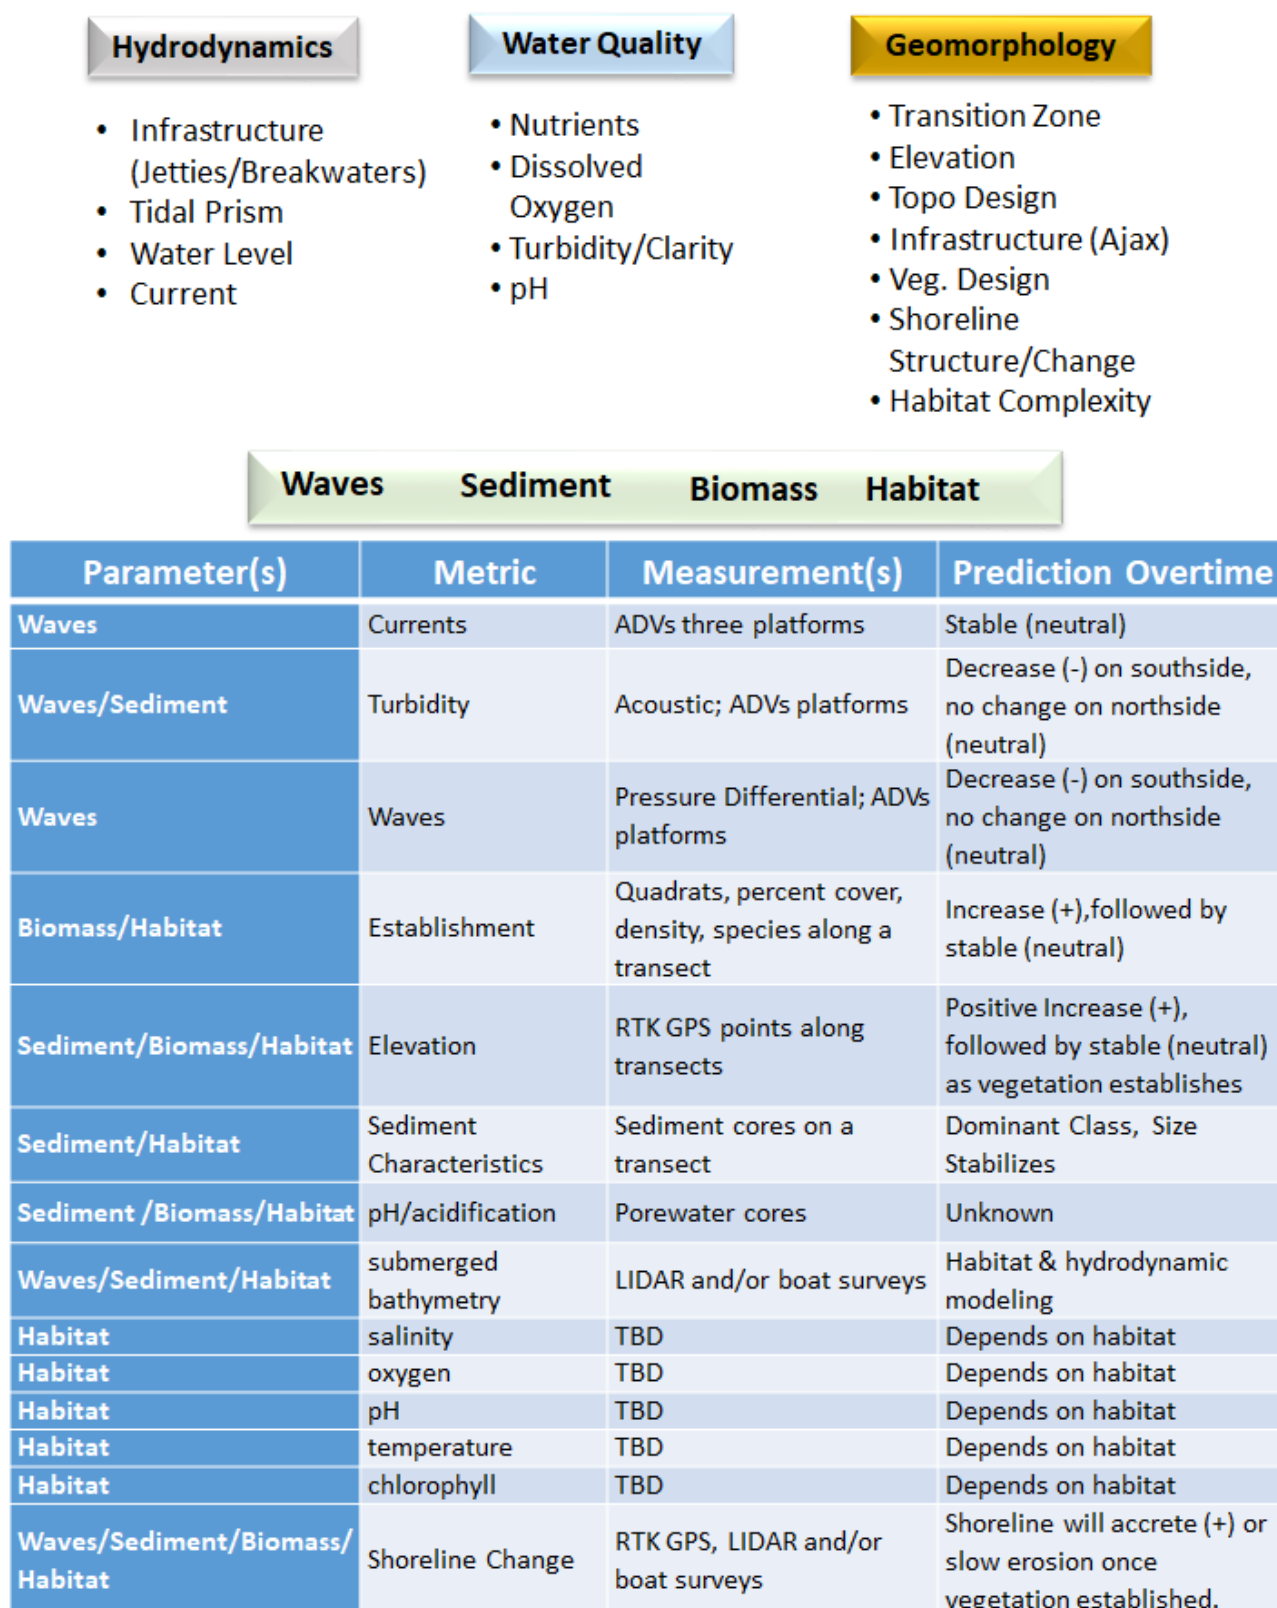 Hydrodynamics
• Infrastructure
(Jetties/Breakwaters)
• Tidal Prism
• Water Level
• Current
Water Quality
• Nutrients
• Dissolved
Oxygen
• Turbidity/Clarity
• pH
Geomorphology
• Transition Zone
• Elevation
• Topo Design
• Infrastructure (Ajax)
• Veg. Design
• Shoreline
Structure/Change
• Habitat Complexity
Waves Sediment Biomass Habitat
Parameter(s) Metric Measurement(s) Prediction Overtime
Waves
Currents
ADVs three platforms
Stable (neutral)
Waves/Sediment
Turbidity
Acoustic; ADVs platforms
Decrease (-) on southside,
no change on northside
(neutral)
Waves
Waves
Pressure Differential; ADVs
platforms
Decrease (-) on southside,
no change on northside
(neutral)
Biomass/Habitat
Establishment
Quadrats, percent cover,
density, species along a
transect
Increase (+),followed by
stable (neutral)
Sediment/Biomass/Habitat
Elevation
RTK GPS points along
transects
Positive Increase (+),
followed by stable (neutral)
as vegetation establishes
Sediment/Habitat
Sediment
Characteristics
Sediment cores on a
transect
Dominant Class, Size
Stabilizes
Sediment /Biomass/Habitat
pH/acidification
Porewater cores
Unknown
Waves/Sediment/Habitat
submerged
bathymetry
LIDAR and/or boat surveys
Habitat & hydrodynamic
modeling
Habitat salinity TBD Depends on habitat
Habitat oxygen TBD Depends on habitat
Habitat pH TBD Depends on habitat
Habitat temperature TBD Depends on habitat
Habitat chlorophyll TBD Depends on habitat
Waves/Sediment/Biomass/
Habitat
Shoreline Change
RTK GPS, LIDAR and/or
boat surveys
Shoreline will accrete (+) or
slow erosion once
vegetation established.